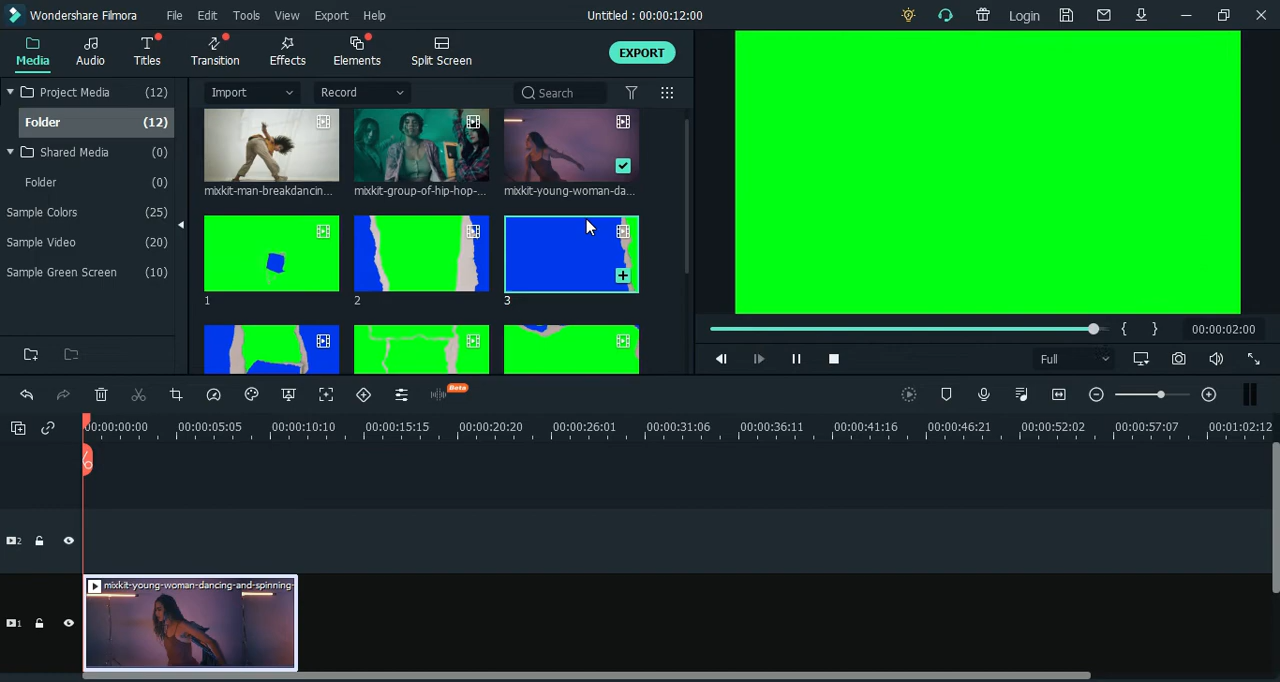 Wondershare Filmora File Edit Tools View Export Help Untitled : 00:00:12:00 Login
Media Audio Titles Transition Effects Elements Split Screen EXPORT
Project Media (12)
Folder (12)
Shared Media (0)
Folder (0)
Sample Colors (25)
Sample Video (20)
Sample Green Screen (10)
Import Record Search
mixkit-man-breakdancin... mixkit-group-of-hip-hop-... mixkit-young-woman-da...
1 2 3
{ } 00:00:02:00
Full
Beta
00:00:00:00 00:00:05:05 00:00:10:10 00:00:15:15 00:00:20:20 00:00:26:01 00:00:31:06 00:00:36:11 00:00:41:16 00:00:46:21 00:00:52:02 00:00:57:07 00:01:02:12
2
mixkit-young-woman-dancing-and-spinning-
1